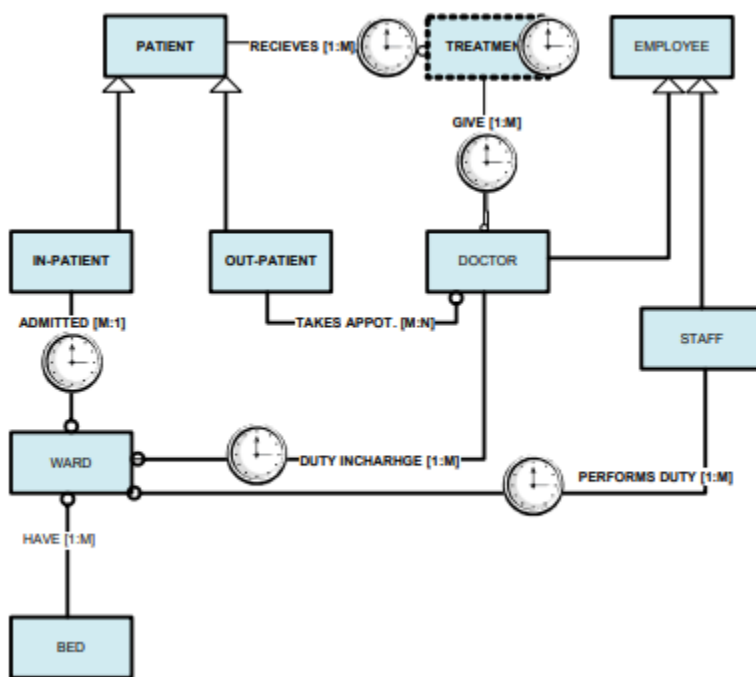 PATIENT
RECIEVES [1:M]
TREATMEN
EMPLOYEE
GIVE [1:M]
IN-PATIENT
OUT-PATIENT
DOCTOR
ADMITTED [M:1]
TAKES APPOT. [M:N]
STAFF
WARD
DUTY INCHARHGE [1:M]
PERFORMS DUTY [1:M]
HAVE [1:M]
BED